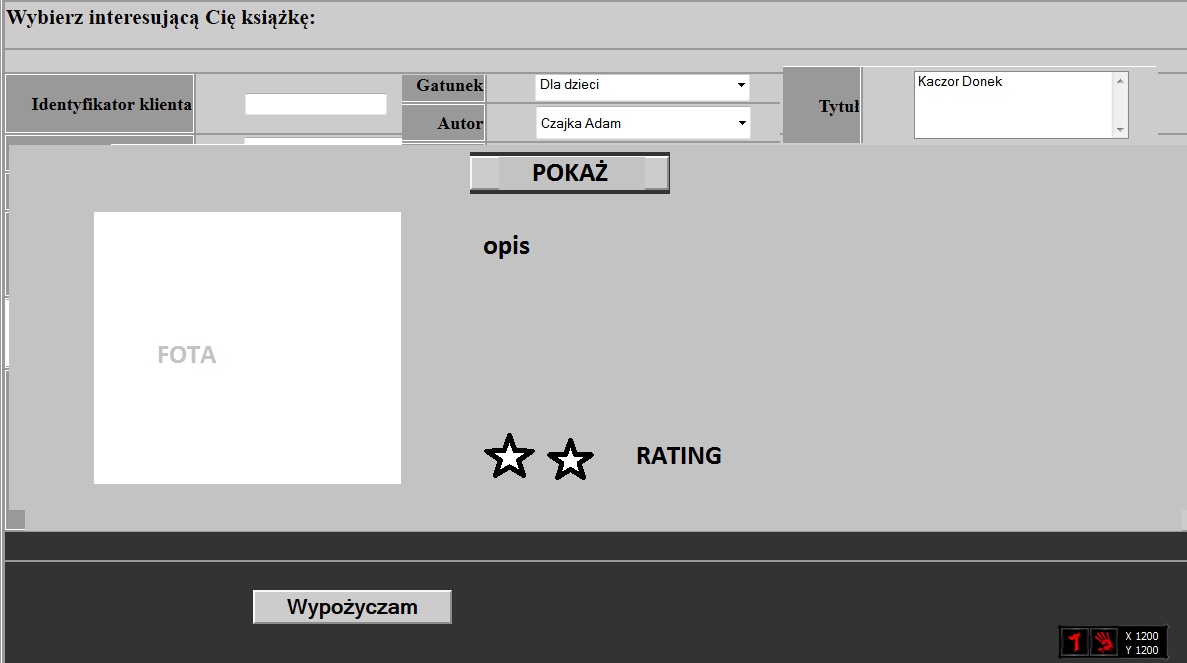 Wybierz interesującą Cię książkę:
Identyfikator klienta
Gatunek
Dla dzieci
Autor
Czajka Adam
Tytuł
Kaczor Donek
POKAŻ
opis
FOTA
RATING
Wypożyczam
X 1200
Y 1200